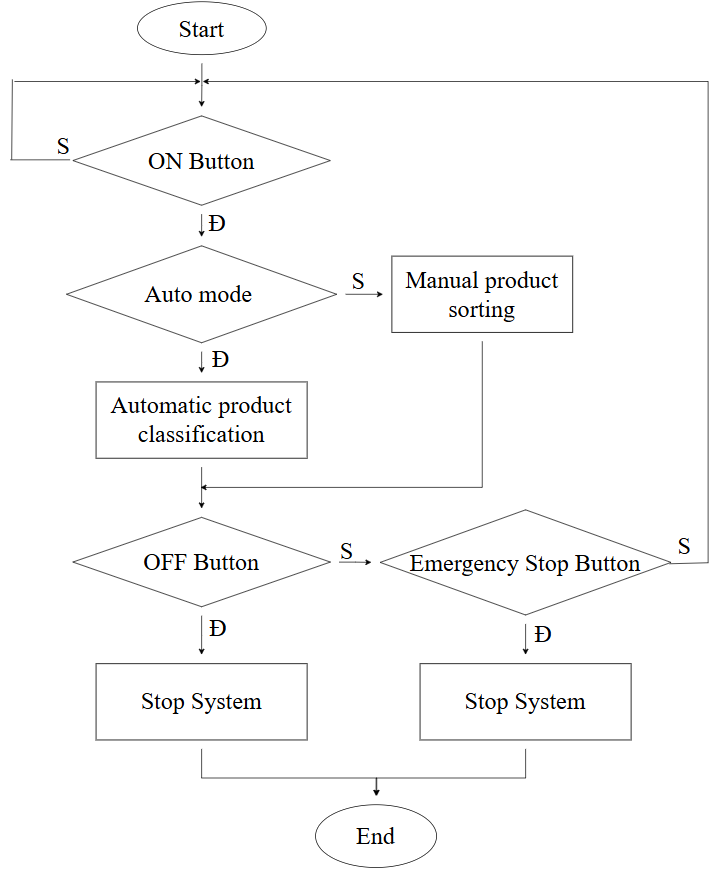 Start
S
ON Button
Đ
Auto mode
S
Manual product
sorting
Đ
Automatic product
classification
OFF Button
S
Emergency Stop Button
S
Đ
Đ
Stop System
Stop System
End